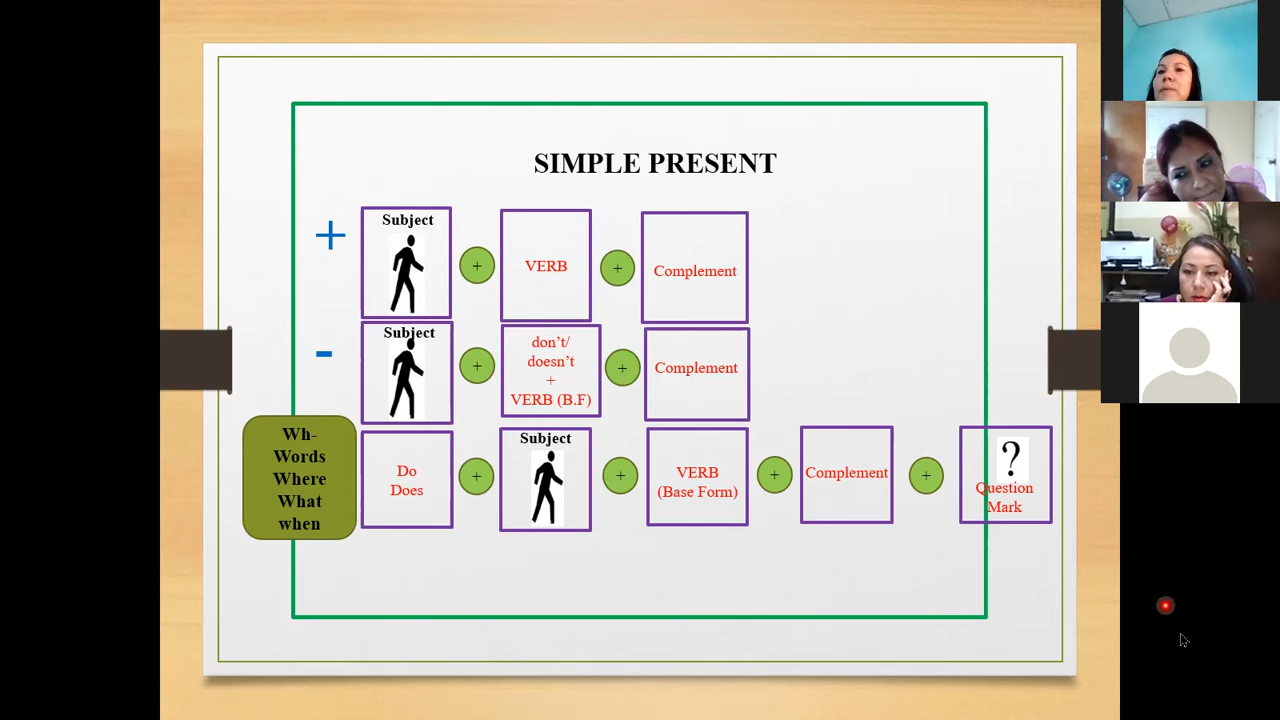 SIMPLE PRESENT
+
Subject
+
VERB
+
Complement
-
Subject
+
don't/
doesn't
+
VERB (B.F)
+
Complement
Wh-
Words
Where
What
when
Do
Does
+
Subject
+
VERB
(Base Form)
+
Complement
+
?
Question
Mark